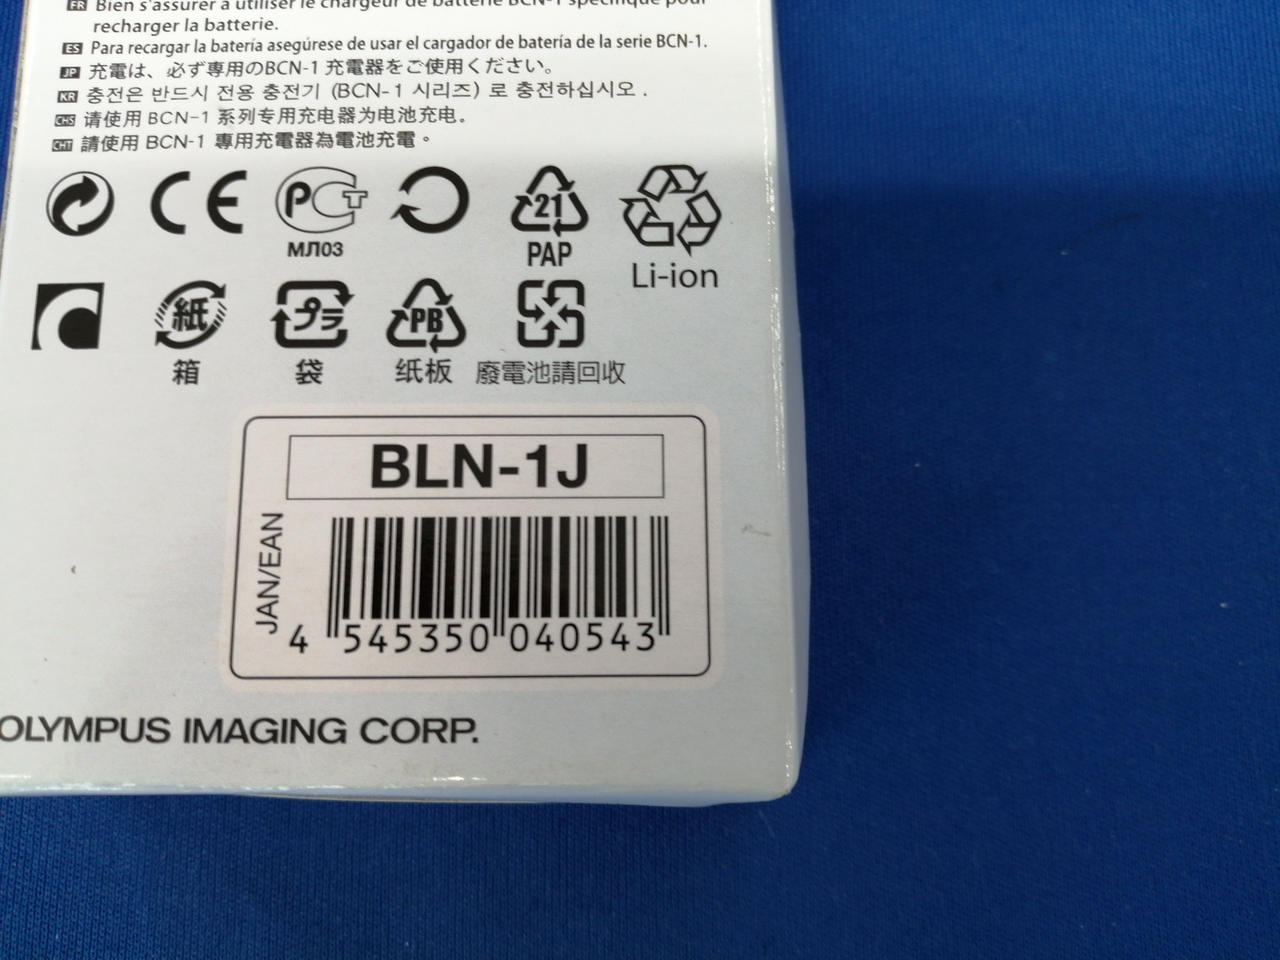 FR Bien s'assurer à utiliser le chargeur de batterie BCN-1 spécifique pour
recharger la batterie.
ES Para recargar la batería asegúrese de usar el cargador de batería de la serie BCN-1.
JP 充電は、必ず専用のBCN-1 充電器をご使用ください。
KR 충전은 반드시 전용 충전기 (BCN-1 시리즈) 로 충전하십시오 .
CHS 请使用 BCN-1 系列专用充电器为电池充电。
CHT 請使用 BCN-1 專用充電器為電池充電。
CE PCT 21
МЛ03 PAP Li-ion
紙 プラ PB
箱 袋 纸板 廢電池請回收
BLN-1J
JAN/EAN
4 545350 040543
OLYMPUS IMAGING CORP.